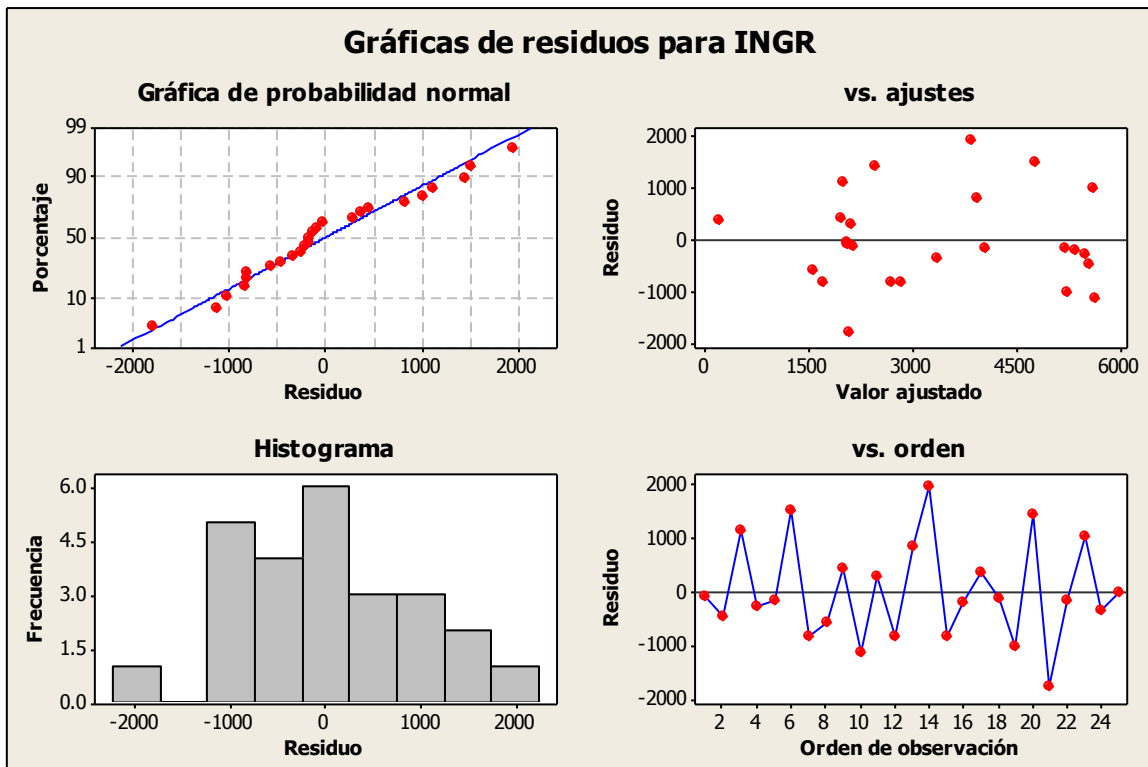 Gráficas de residuos para INGR
Gráfica de probabilidad normal
99
90
50
10
1
Porcentaje
-2000 -1000 0 1000 2000
Residuo
vs. ajustes
2000
1000
0
-1000
-2000
Residuo
0 1500 3000 4500 6000
Valor ajustado
Histograma
6.0
4.5
3.0
1.5
0.0
Frecuencia
-2000 -1000 0 1000 2000
Residuo
vs. orden
2000
1000
0
-1000
-2000
Residuo
2 4 6 8 10 12 14 16 18 20 22 24
Orden de observación